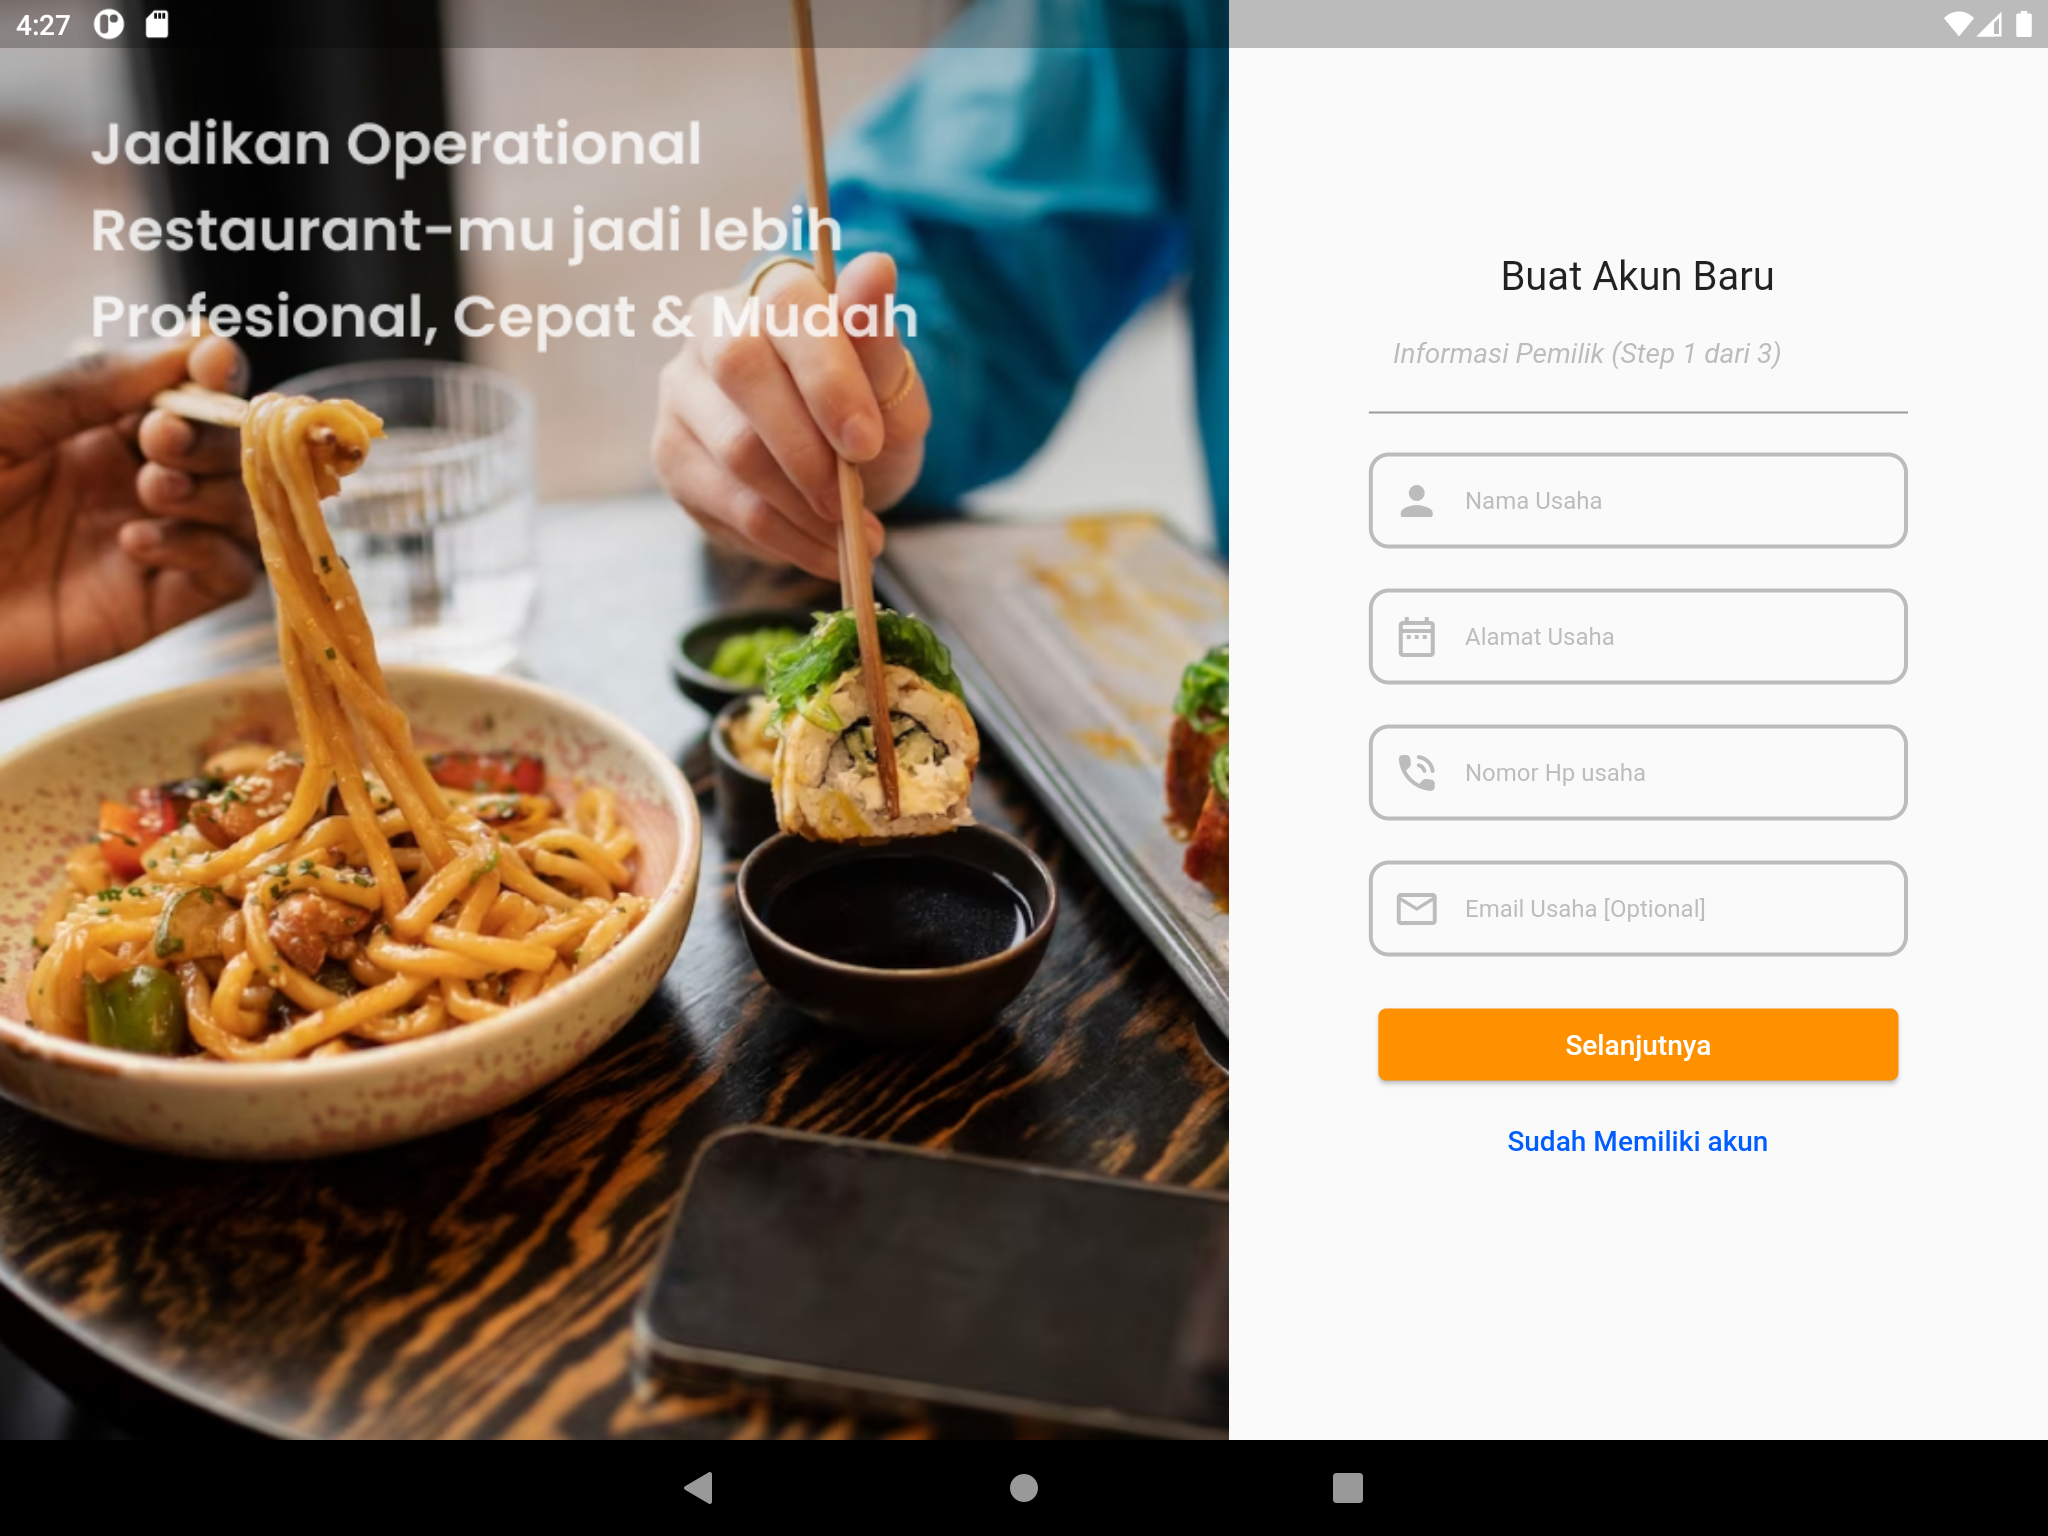 4:27
Jadikan Operational
Restaurant-mu jadi lebih
Profesional, Cepat & Mudah
Buat Akun Baru
Informasi Pemilik (Step 1 dari 3)
Nama Usaha
Alamat Usaha
Nomor Hp usaha
Email Usaha [Optional]
Selanjutnya
Sudah Memiliki akun